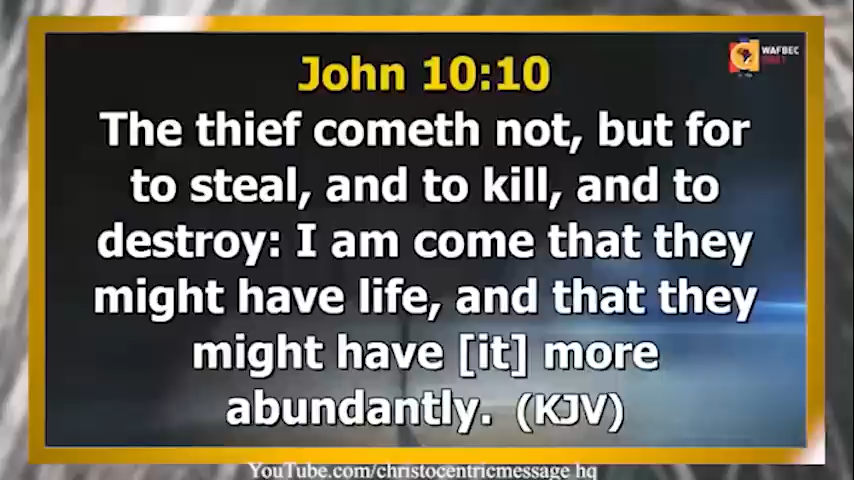 John 10:10
The thief cometh not, but for
to steal, and to kill, and to
destroy: I am come that they
might have life, and that they
might have [it] more
abundantly. (KJV)
WAFBEC
YouTube.com/christocentricmessage hq